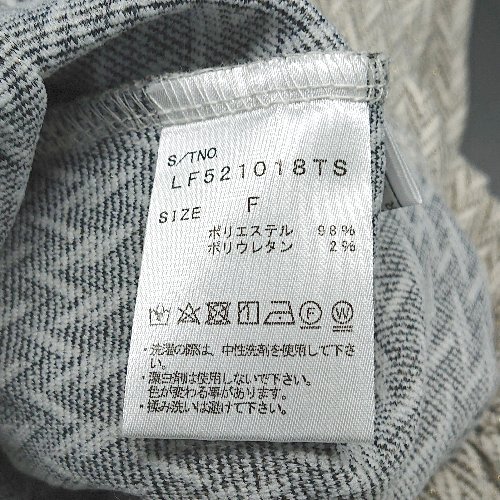 S/TNO.
LF521018TS
SIZE F
ポリエステル 98%
ポリウレタン 2%
・洗濯の際は、中性洗剤を使用して下さ
い。
・漂白剤は使用しないで下さい。
色が変わる事が有ります。
・揉み洗いは避けて下さい。